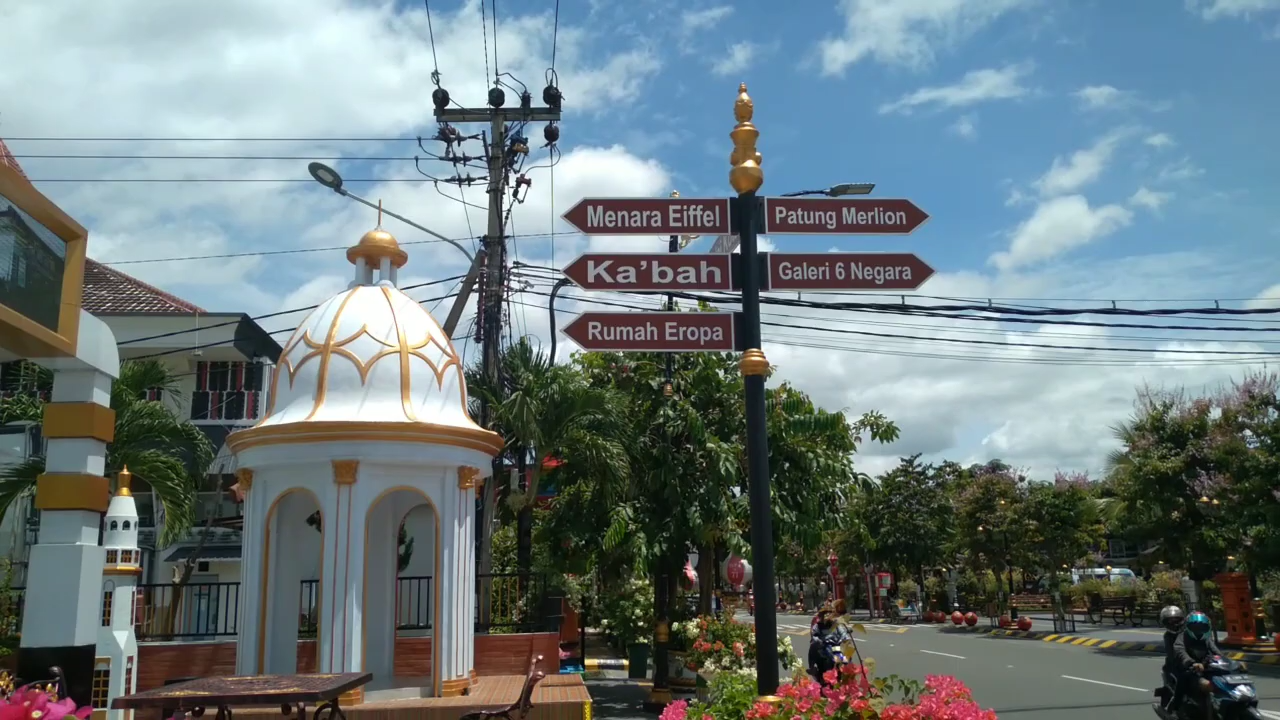 Menara Eiffel
Patung Merlion
Ka'bah
Galeri 6 Negara
Rumah Eropa